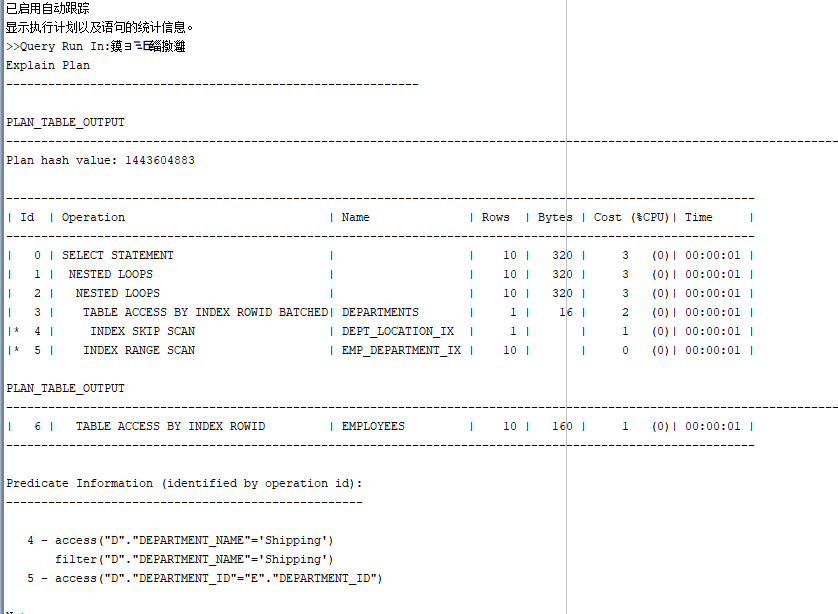 已启用自动跟踪
显示执行计划以及语句的统计信息。
>>Query Run In:
Explain Plan
-----------------------------------------------------------
PLAN_TABLE_OUTPUT
------------------------------------------------------------------------------------------------------------------------
Plan hash value: 1443604883
-----------------------------------------------------------------------------------------------------------
| Id  | Operation                             | Name              | Rows  | Bytes | Cost (%CPU)| Time     |
-----------------------------------------------------------------------------------------------------------
|   0 | SELECT STATEMENT                      |                   |    10 |   320 |     3   (0)| 00:00:01 |
|   1 |  NESTED LOOPS                         |                   |    10 |   320 |     3   (0)| 00:00:01 |
|   2 |   NESTED LOOPS                        |                   |    10 |   320 |     3   (0)| 00:00:01 |
|   3 |    TABLE ACCESS BY INDEX ROWID BATCHED| DEPARTMENTS       |     1 |    16 |     2   (0)| 00:00:01 |
|*  4 |     INDEX SKIP SCAN                   | DEPT_LOCATION_IX  |     1 |       |     1   (0)| 00:00:01 |
|*  5 |    INDEX RANGE SCAN                   | EMP_DEPARTMENT_IX |    10 |       |     0   (0)| 00:00:01 |
PLAN_TABLE_OUTPUT
------------------------------------------------------------------------------------------------------------------------
|   6 |   TABLE ACCESS BY INDEX ROWID         | EMPLOYEES         |    10 |   160 |     1   (0)| 00:00:01 |
-----------------------------------------------------------------------------------------------------------
Predicate Information (identified by operation id):
---------------------------------------------------
4 - access("D"."DEPARTMENT_NAME"='Shipping')
filter("D"."DEPARTMENT_NAME"='Shipping')
5 - access("D"."DEPARTMENT_ID"="E"."DEPARTMENT_ID")